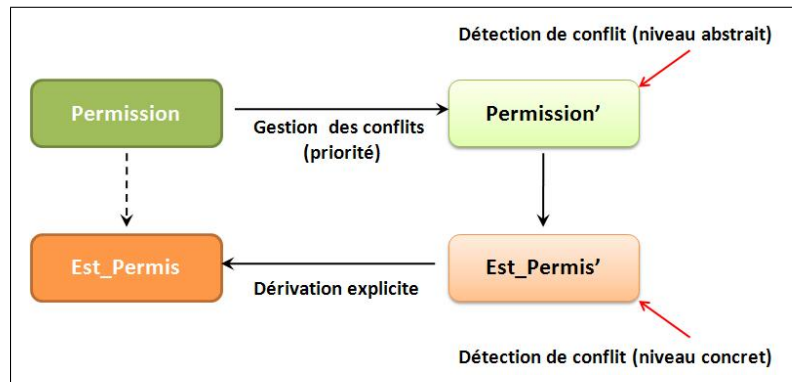 Détection de conflit (niveau abstrait)
Permission
Permission’
Gestion des conflits
(priorité)
Est_Permis
Est_Permis’
Dérivation explicite
Détection de conflit (niveau concret)